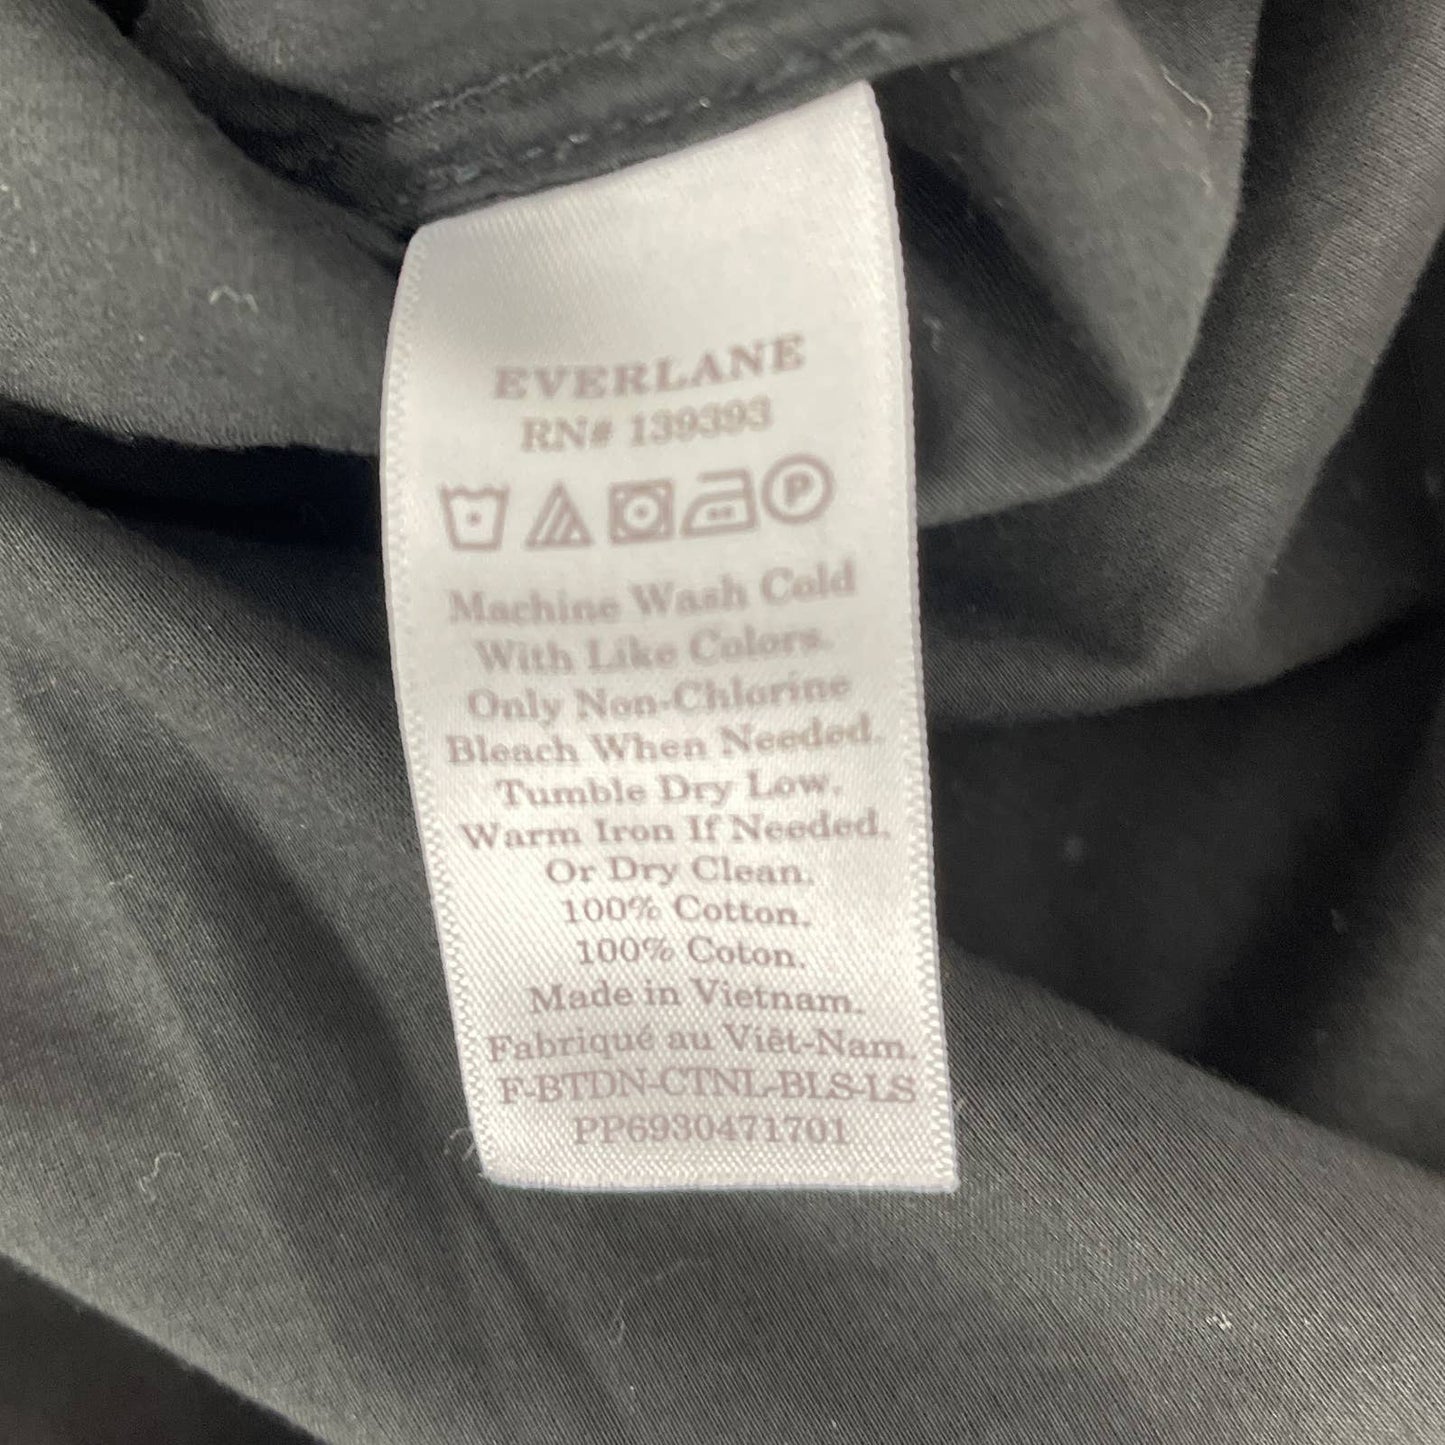 EVERLANE
RN# 139393
P
Machine Wash Cold
With Like Colors.
Only Non-Chlorine
Bleach When Needed.
Tumble Dry Low.
Warm Iron If Needed.
Or Dry Clean.
100% Cotton.
100% Coton.
Made in Vietnam.
Fabriqué au Viêt-Nam.
F-BTDN-CTNL-BLS-LS
PP6930471701